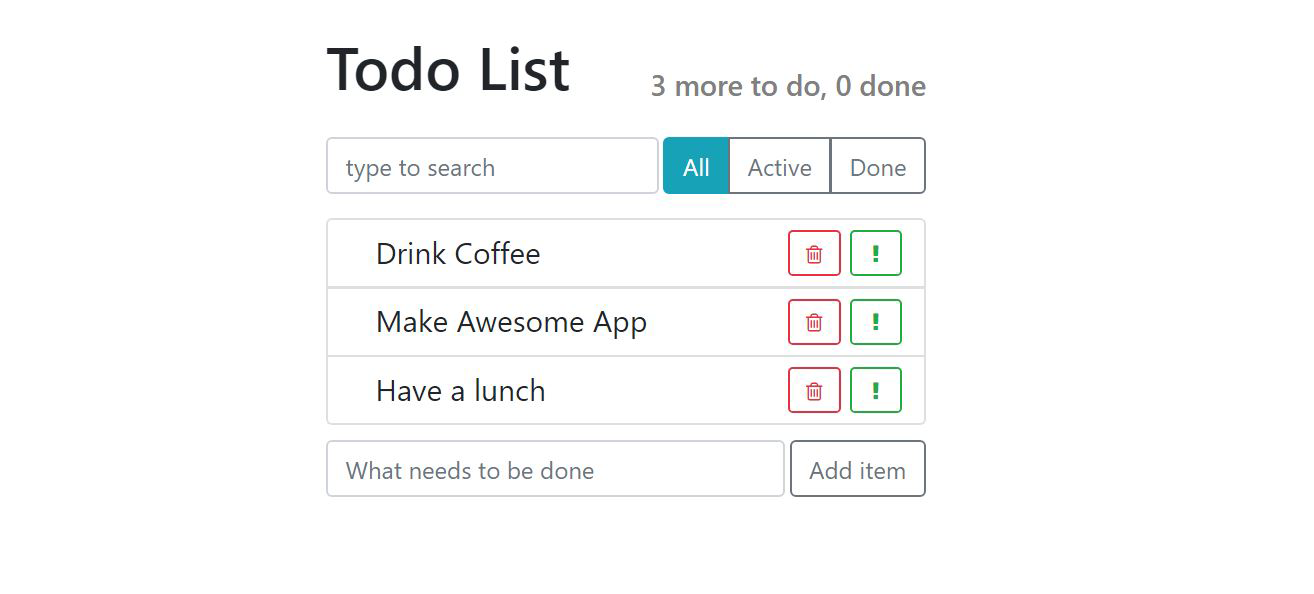 Todo List
3 more to do, 0 done
type to search
All Active Done
Drink Coffee !
Make Awesome App !
Have a lunch !
What needs to be done Add item